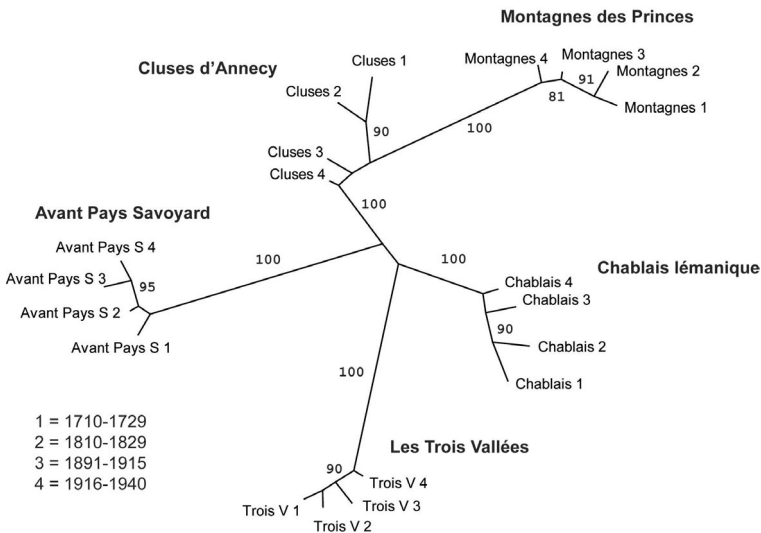 Montagnes des Princes
Cluses 1
Montagnes 4
Montagnes 3
Cluses d'Annecy
Montagnes 2
91
Cluses 2
81
Montagnes 1
90
100
Cluses 3
Cluses 4
100
Avant Pays Savoyard
Avant Pays S 4
100
100
Chablais lémanique
Avant Pays S 3
95
Chablais 4
Chablais 3
Avant Pays S 2
90
Avant Pays S 1
Chablais 2
100
Chablais 1
1 = 1710-1729
2 = 1810-1829
3 = 1891-1915
4 = 1916-1940
Les Trois Vallées
90
Trois V 4
Trois V 3
Trois V 1
Trois V 2